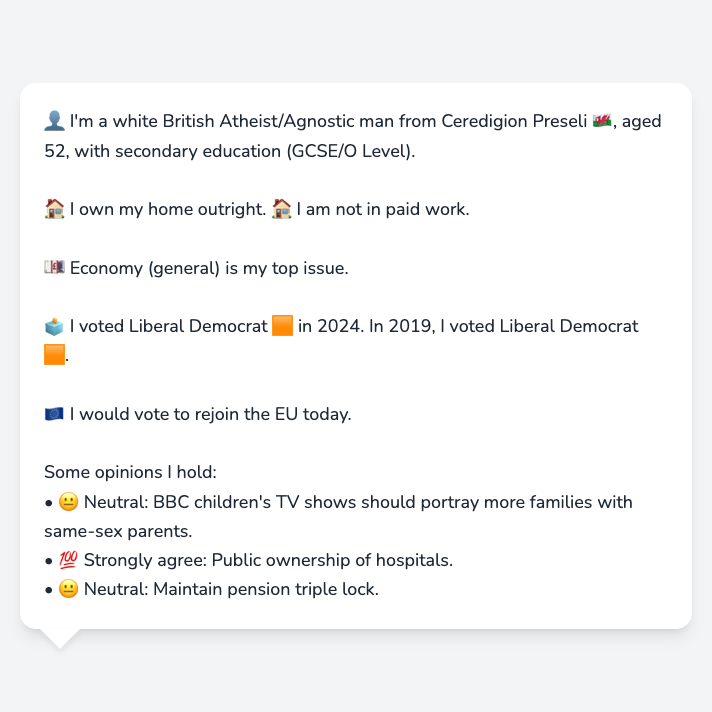 👤 I'm a white British Atheist/Agnostic man from Ceredigion Preseli 🏴󠁧󠁢󠁷󠁬󠁳󠁿, aged
52, with secondary education (GCSE/O Level).
🏠 I own my home outright. 🏠 I am not in paid work.
💷 Economy (general) is my top issue.
🗳️ I voted Liberal Democrat 🟧 in 2024. In 2019, I voted Liberal Democrat
🟧.
🇪🇺 I would vote to rejoin the EU today.
Some opinions I hold:
• 😐 Neutral: BBC children's TV shows should portray more families with
same-sex parents.
• 💯 Strongly agree: Public ownership of hospitals.
• 😐 Neutral: Maintain pension triple lock.